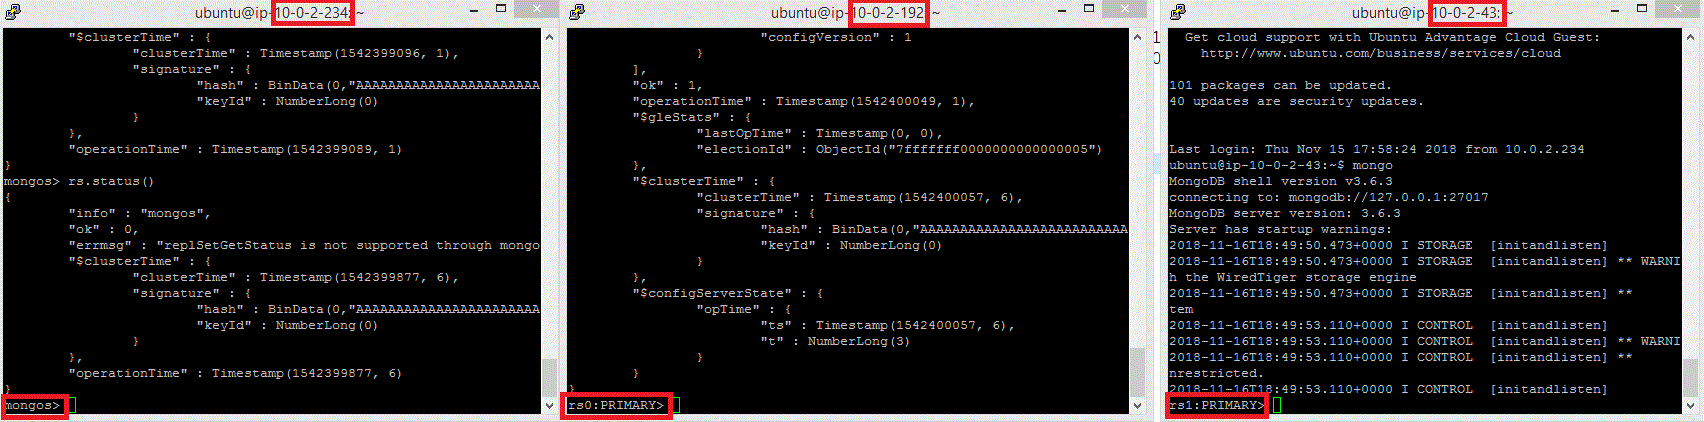 ubuntu@ip-10-0-2-234: ~
"$clusterTime" : {
"clusterTime" : Timestamp(1542399096, 1),
"signature" : {
"hash" : BinData(0,"AAAAAAAAAAAAAAAAAAAAAAA
"keyId" : NumberLong(0)
}
},
"operationTime" : Timestamp(1542399089, 1)
}
mongos> rs.status()
{
"info" : "mongos",
"ok" : 0,
"errmsg" : "replSetGetStatus is not supported through mongo
"$clusterTime" : {
"clusterTime" : Timestamp(1542399877, 6),
"signature" : {
"hash" : BinData(0,"AAAAAAAAAAAAAAAAAAAAAAA
"keyId" : NumberLong(0)
}
},
"operationTime" : Timestamp(1542399877, 6)
}
mongos>
ubuntu@ip-10-0-2-192: ~
"configVersion" : 1
}
],
"ok" : 1,
"operationTime" : Timestamp(1542400049, 1),
"$gleStats" : {
"lastOpTime" : Timestamp(0, 0),
"electionId" : ObjectId("7fffffff0000000000000005")
},
"$clusterTime" : {
"clusterTime" : Timestamp(1542400057, 6),
"signature" : {
"hash" : BinData(0,"AAAAAAAAAAAAAAAAAAAAAAAAAA
"keyId" : NumberLong(0)
}
},
"$configServerState" : {
"opTime" : {
"ts" : Timestamp(1542400057, 6),
"t" : NumberLong(3)
}
}
}
rs0:PRIMARY>
1
0
ubuntu@ip-10-0-2-43: ~
Get cloud support with Ubuntu Advantage Cloud Guest:
http://www.ubuntu.com/business/services/cloud
101 packages can be updated.
40 updates are security updates.
Last login: Thu Nov 15 17:58:24 2018 from 10.0.2.234
ubuntu@ip-10-0-2-43:~$ mongo
MongoDB shell version v3.6.3
connecting to: mongodb://127.0.0.1:27017
MongoDB server version: 3.6.3
Server has startup warnings:
2018-11-16T18:49:50.473+0000 I STORAGE  [initandlisten]
2018-11-16T18:49:50.473+0000 I STORAGE  [initandlisten] ** WARNI
h the WiredTiger storage engine
2018-11-16T18:49:50.473+0000 I STORAGE  [initandlisten] **
tem
2018-11-16T18:49:53.110+0000 I CONTROL  [initandlisten]
2018-11-16T18:49:53.110+0000 I CONTROL  [initandlisten] ** WARNI
2018-11-16T18:49:53.110+0000 I CONTROL  [initandlisten] **
nrestricted.
2018-11-16T18:49:53.110+0000 I CONTROL  [initandlisten]
rs1:PRIMARY>